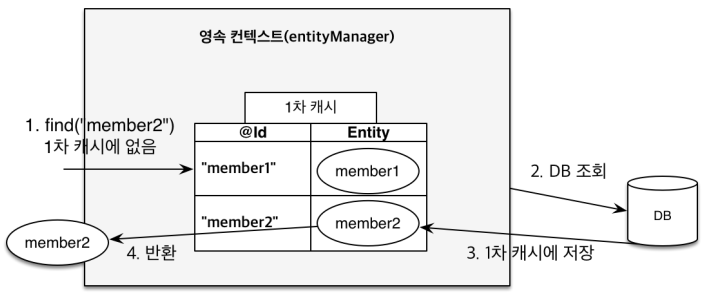 영속 컨텍스트(entityManager)
1차 캐시
1. find("member2")
1차 캐시에 없음
@Id
Entity
"member1"
member1
2. DB 조회
"member2"
member2
DB
member2
4. 반환
3. 1차 캐시에 저장